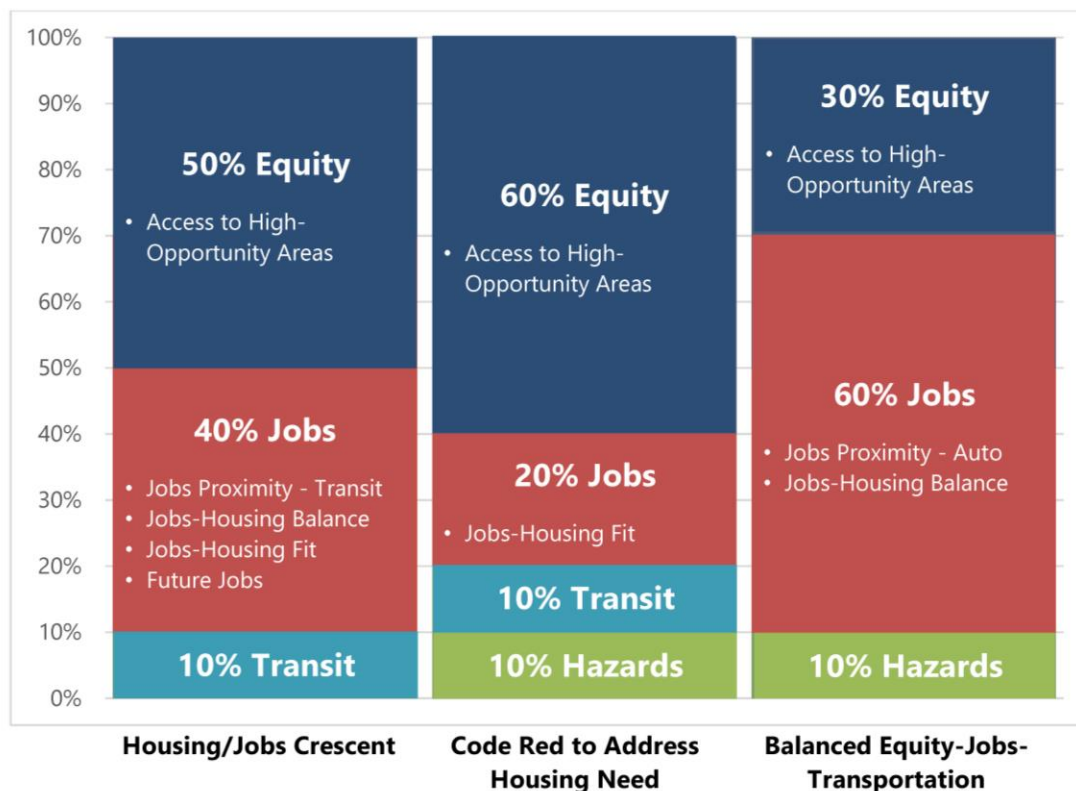 100%
90%
80%
70%
60%
50%
40%
30%
20%
10%
0%
50% Equity
• Access to High-
Opportunity Areas
40% Jobs
• Jobs Proximity - Transit
• Jobs-Housing Balance
• Jobs-Housing Fit
• Future Jobs
10% Transit
60% Equity
• Access to High-
Opportunity Areas
20% Jobs
• Jobs-Housing Fit
10% Transit
10% Hazards
30% Equity
• Access to High-
Opportunity Areas
60% Jobs
• Jobs Proximity - Auto
• Jobs-Housing Balance
10% Hazards
Housing/Jobs Crescent
Code Red to Address
Housing Need
Balanced Equity-Jobs-
Transportation